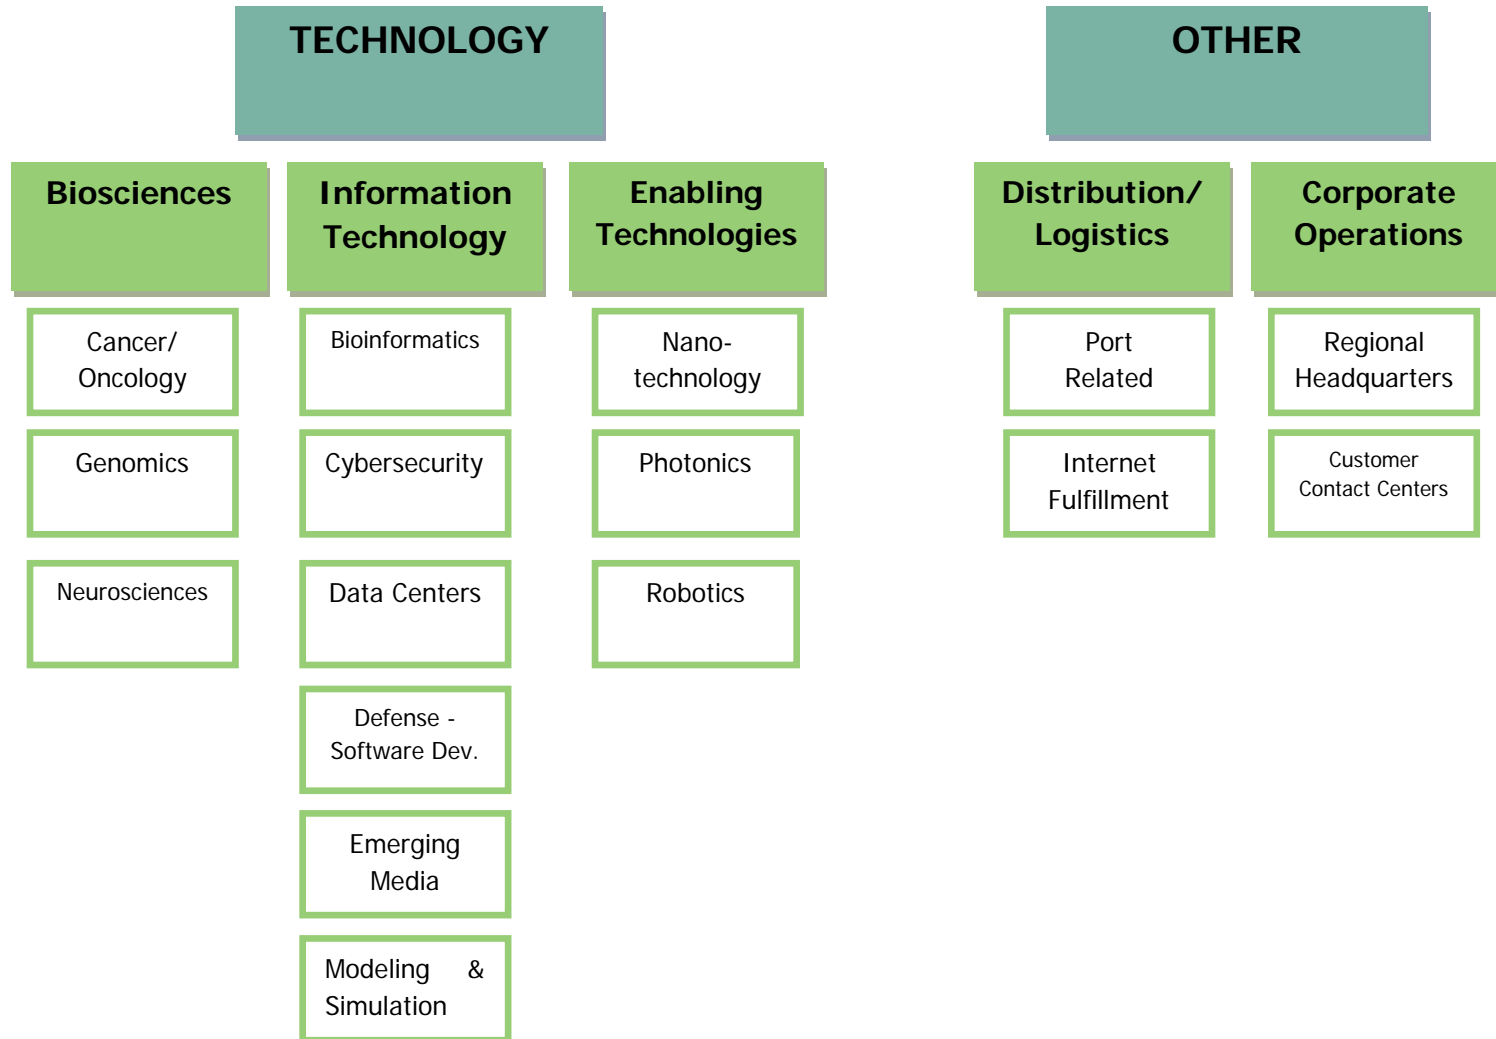 TECHNOLOGY
OTHER
Biosciences
Information
Technology
Enabling
Technologies
Distribution/
Logistics
Corporate
Operations
Cancer/
Oncology
Bioinformatics
Nano-
technology
Port
Related
Regional
Headquarters
Genomics
Cybersecurity
Photonics
Internet
Fulfillment
Customer
Contact Centers
Neurosciences
Data Centers
Robotics
Defense -
Software Dev.
Emerging
Media
Modeling &
Simulation